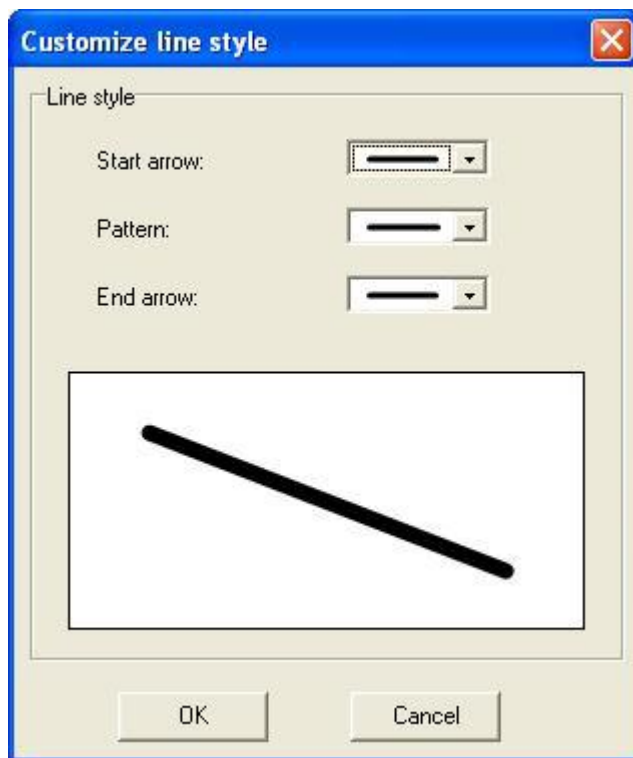 Customize line style
Line style
Start arrow:
Pattern:
End arrow:
OK
Cancel